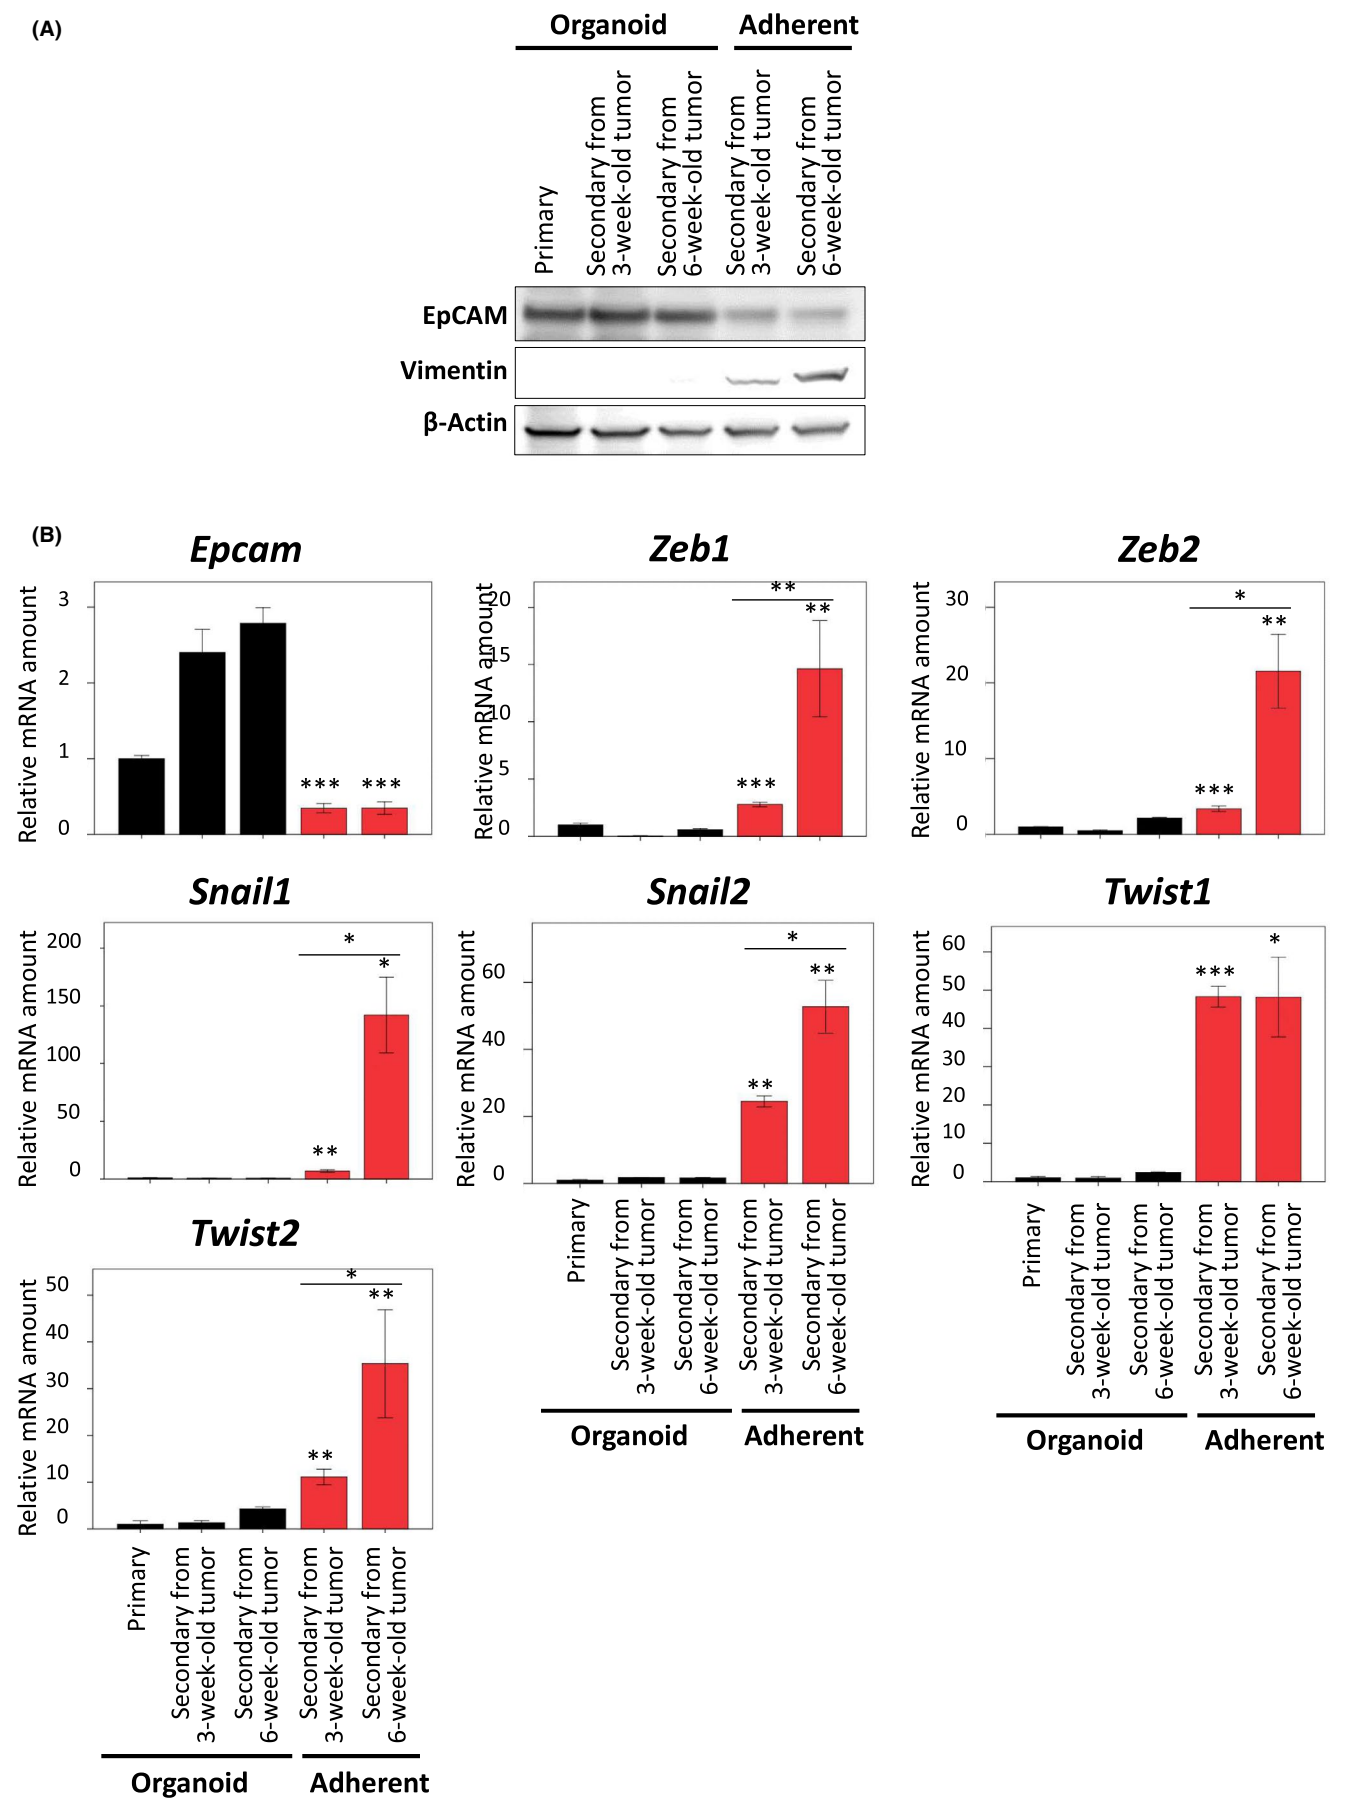 (A)
Organoid Adherent
Primary
Secondary from
3-week-old tumor
Secondary from
6-week-old tumor
Secondary from
3-week-old tumor
Secondary from
6-week-old tumor
EpCAM
Vimentin
β-Actin
(B)
Epcam
Relative mRNA amount
3
2
1
0
*** ***
Zeb1
Relative mRNA amount
20
15
10
5
0
**
**
***
Zeb2
Relative mRNA amount
30
20
10
0
*
**
***
Snail1
Relative mRNA amount
200
150
100
50
0
*
*
**
Snail2
Relative mRNA amount
60
40
20
0
*
**
**
Primary
Secondary from
3-week-old tumor
Secondary from
6-week-old tumor
Secondary from
3-week-old tumor
Secondary from
6-week-old tumor
Organoid Adherent
Twist1
Relative mRNA amount
60
50
40
30
20
10
0
*
***
Primary
Secondary from
3-week-old tumor
Secondary from
6-week-old tumor
Secondary from
3-week-old tumor
Secondary from
6-week-old tumor
Organoid Adherent
Twist2
Relative mRNA amount
50
40
30
20
10
0
*
**
**
Primary
Secondary from
3-week-old tumor
Secondary from
6-week-old tumor
Secondary from
3-week-old tumor
Secondary from
6-week-old tumor
Organoid Adherent